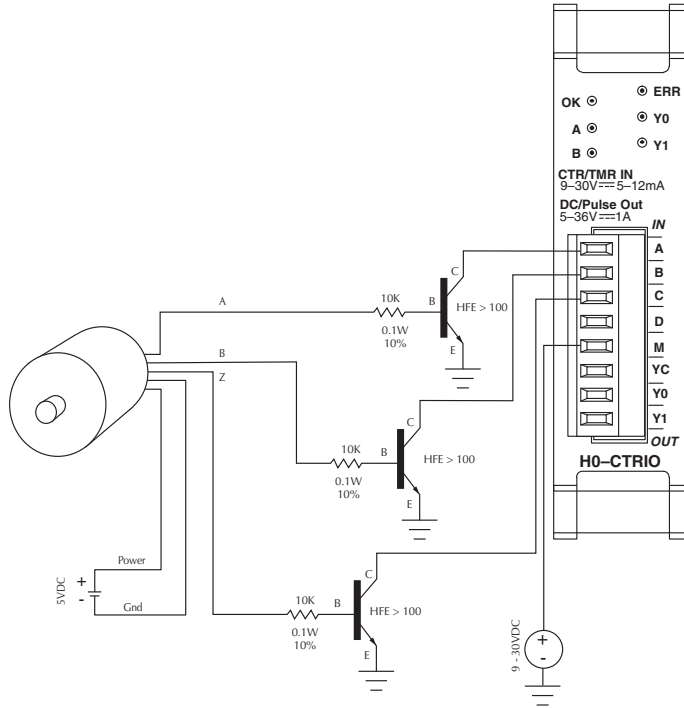 ERR
OK
Y0
A
Y1
B
CTR/TMR IN
9–30V⎓5–12mA
DC/Pulse Out
5–36V⎓1A
IN
A
B
C
D
M
YC
Y0
Y1
OUT
H0–CTRIO
A
10K
0.1W
10%
B
C
HFE > 100
E
B
Z
10K
0.1W
10%
B
C
HFE > 100
E
10K
0.1W
10%
B
C
HFE > 100
E
Power
5VDC
+
-
Gnd
9 - 30VDC
+
-